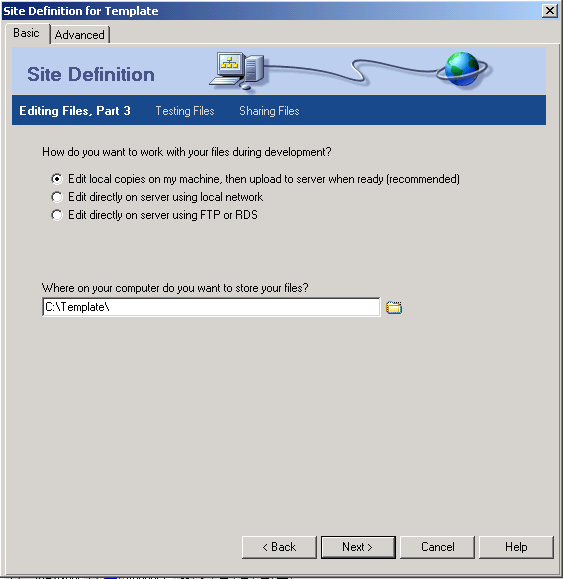 Site Definition for Template
Basic
Advanced
Site Definition
Editing Files, Part 3 Testing Files Sharing Files
How do you want to work with your files during development?
Edit local copies on my machine, then upload to server when ready (recommended)
Edit directly on server using local network
Edit directly on server using FTP or RDS
Where on your computer do you want to store your files?
C:\Template\
< Back Next > Cancel Help